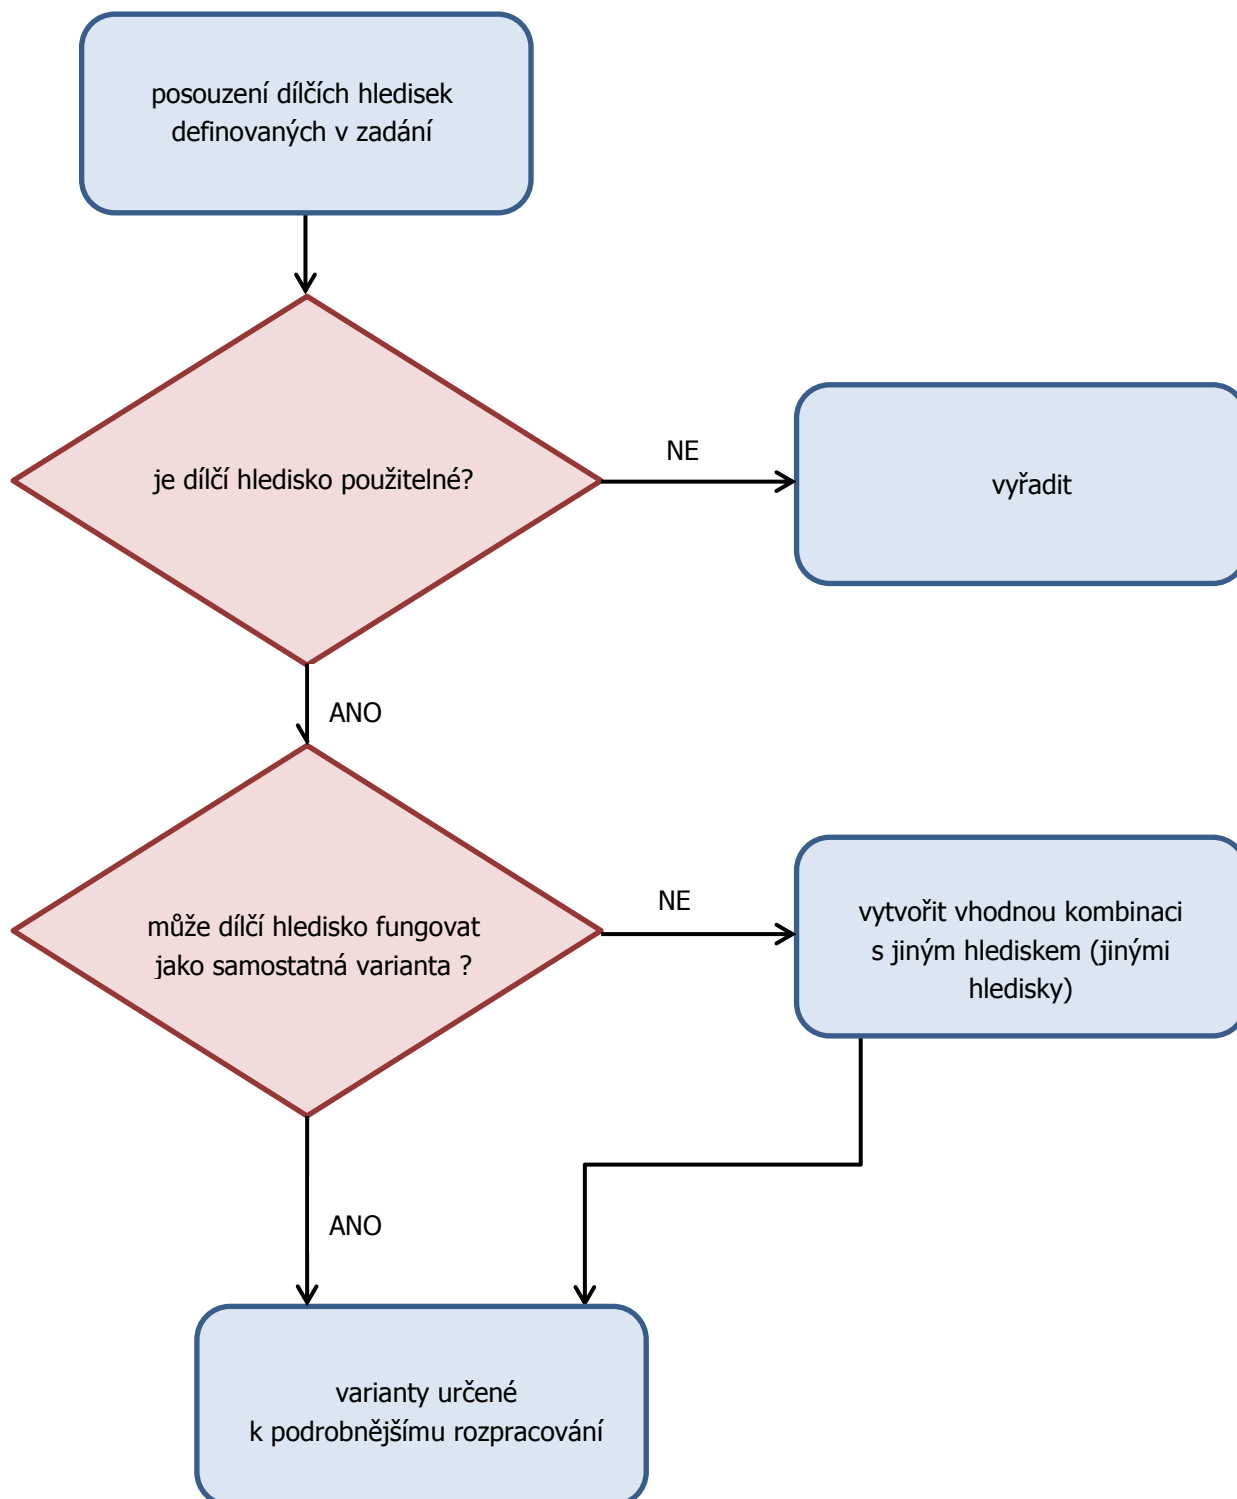 posouzení dílčích hledisek
definovaných v zadání
je dílčí hledisko použitelné?
NE
vyřadit
ANO
může dílčí hledisko fungovat
jako samostatná varianta ?
NE
vytvořit vhodnou kombinaci
s jiným hlediskem (jinými
hledisky)
ANO
varianty určené
k podrobnějšímu rozpracování